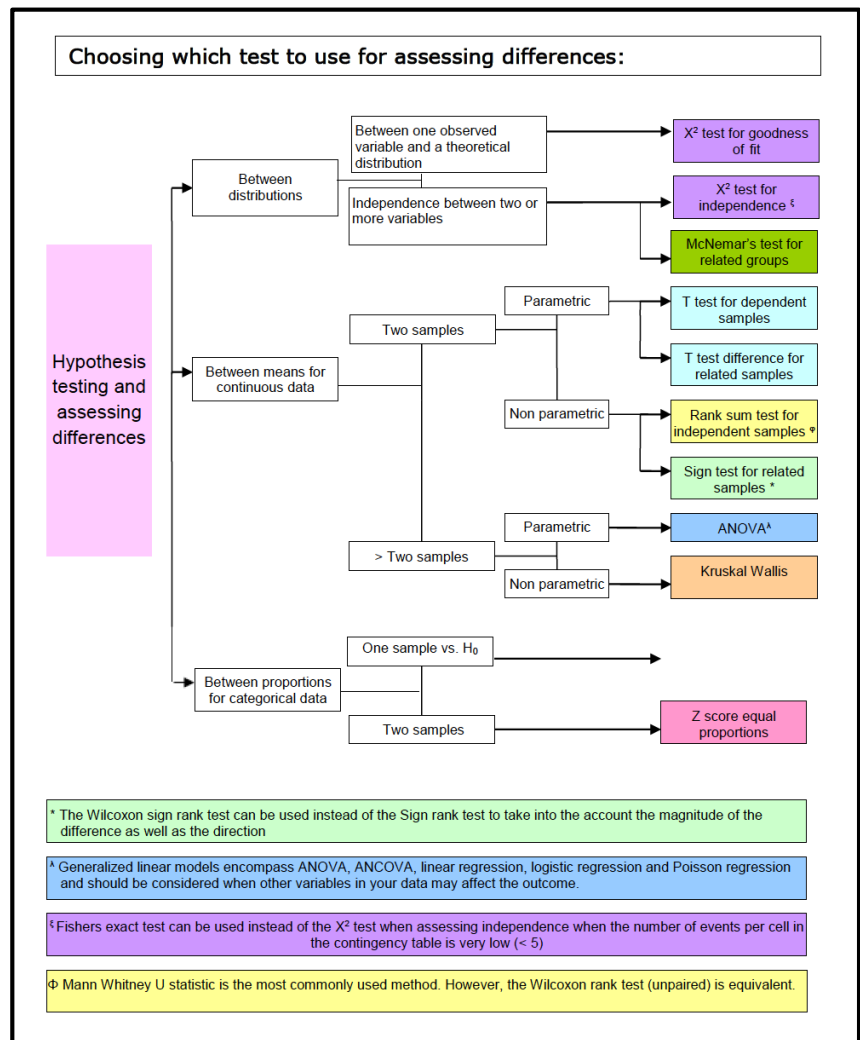 Choosing which test to use for assessing differences:
Between one observed
variable and a theoretical
distribution
X² test for goodness
of fit
Between
distributions
Independence between two or
more variables
X² test for
independence ξ
McNemar's test for
related groups
Hypothesis
testing and
assessing
differences
Between means for
continuous data
Two samples
Parametric
T test for dependent
samples
T test difference for
related samples
Non parametric
Rank sum test for
independent samples φ
Sign test for related
samples *
> Two samples
Parametric
ANOVAλ
Non parametric
Kruskal Wallis
Between proportions
for categorical data
One sample vs. H₀
Two samples
Z score equal
proportions
* The Wilcoxon sign rank test can be used instead of the Sign rank test to take into the account the magnitude of the
difference as well as the direction
λ Generalized linear models encompass ANOVA, ANCOVA, linear regression, logistic regression and Poisson regression
and should be considered when other variables in your data may affect the outcome.
ξ Fishers exact test can be used instead of the X² test when assessing independence when the number of events per cell in
the contingency table is very low (< 5)
Φ Mann Whitney U statistic is the most commonly used method. However, the Wilcoxon rank test (unpaired) is equivalent.